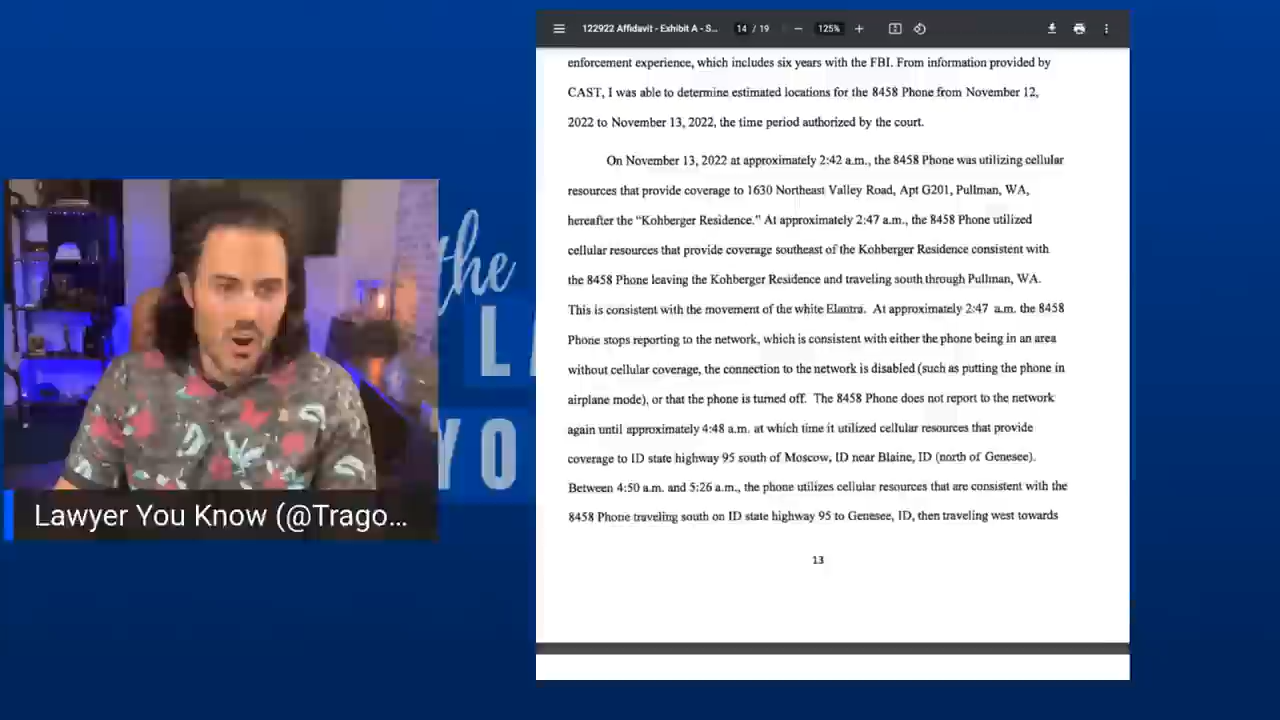 122922 Affidavit - Exhibit A - S...
14 / 19
125%
enforcement experience, which includes six years with the FBI. From information provided by
CAST, I was able to determine estimated locations for the 8458 Phone from November 12,
2022 to November 13, 2022, the time period authorized by the court.
On November 13, 2022 at approximately 2:42 a.m., the 8458 Phone was utilizing cellular
resources that provide coverage to 1630 Northeast Valley Road, Apt G201, Pullman, WA,
hereafter the “Kohberger Residence.” At approximately 2:47 a.m., the 8458 Phone utilized
cellular resources that provide coverage southeast of the Kohberger Residence consistent with
the 8458 Phone leaving the Kohberger Residence and traveling south through Pullman, WA.
This is consistent with the movement of the white Elantra. At approximately 2:47 a.m. the 8458
Phone stops reporting to the network, which is consistent with either the phone being in an area
without cellular coverage, the connection to the network is disabled (such as putting the phone in
airplane mode), or that the phone is turned off. The 8458 Phone does not report to the network
again until approximately 4:48 a.m. at which time it utilized cellular resources that provide
coverage to ID state highway 95 south of Moscow, ID near Blaine, ID (north of Genesee).
Between 4:50 a.m. and 5:26 a.m., the phone utilizes cellular resources that are consistent with the
8458 Phone traveling south on ID state highway 95 to Genesee, ID, then traveling west towards
13
the
L
YO
Lawyer You Know (@Trago...